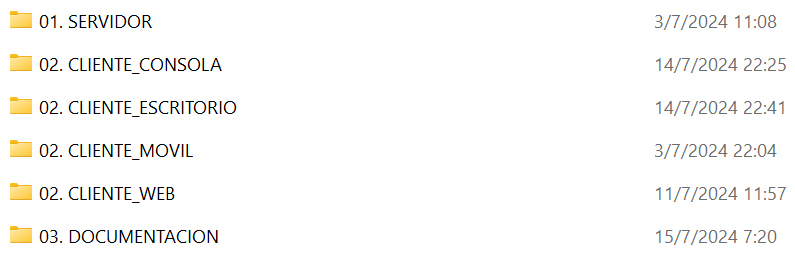 01. SERVIDOR 3/7/2024 11:08
02. CLIENTE_CONSOLA 14/7/2024 22:25
02. CLIENTE_ESCRITORIO 14/7/2024 22:41
02. CLIENTE_MOVIL 3/7/2024 22:04
02. CLIENTE_WEB 11/7/2024 11:57
03. DOCUMENTACION 15/7/2024 7:20